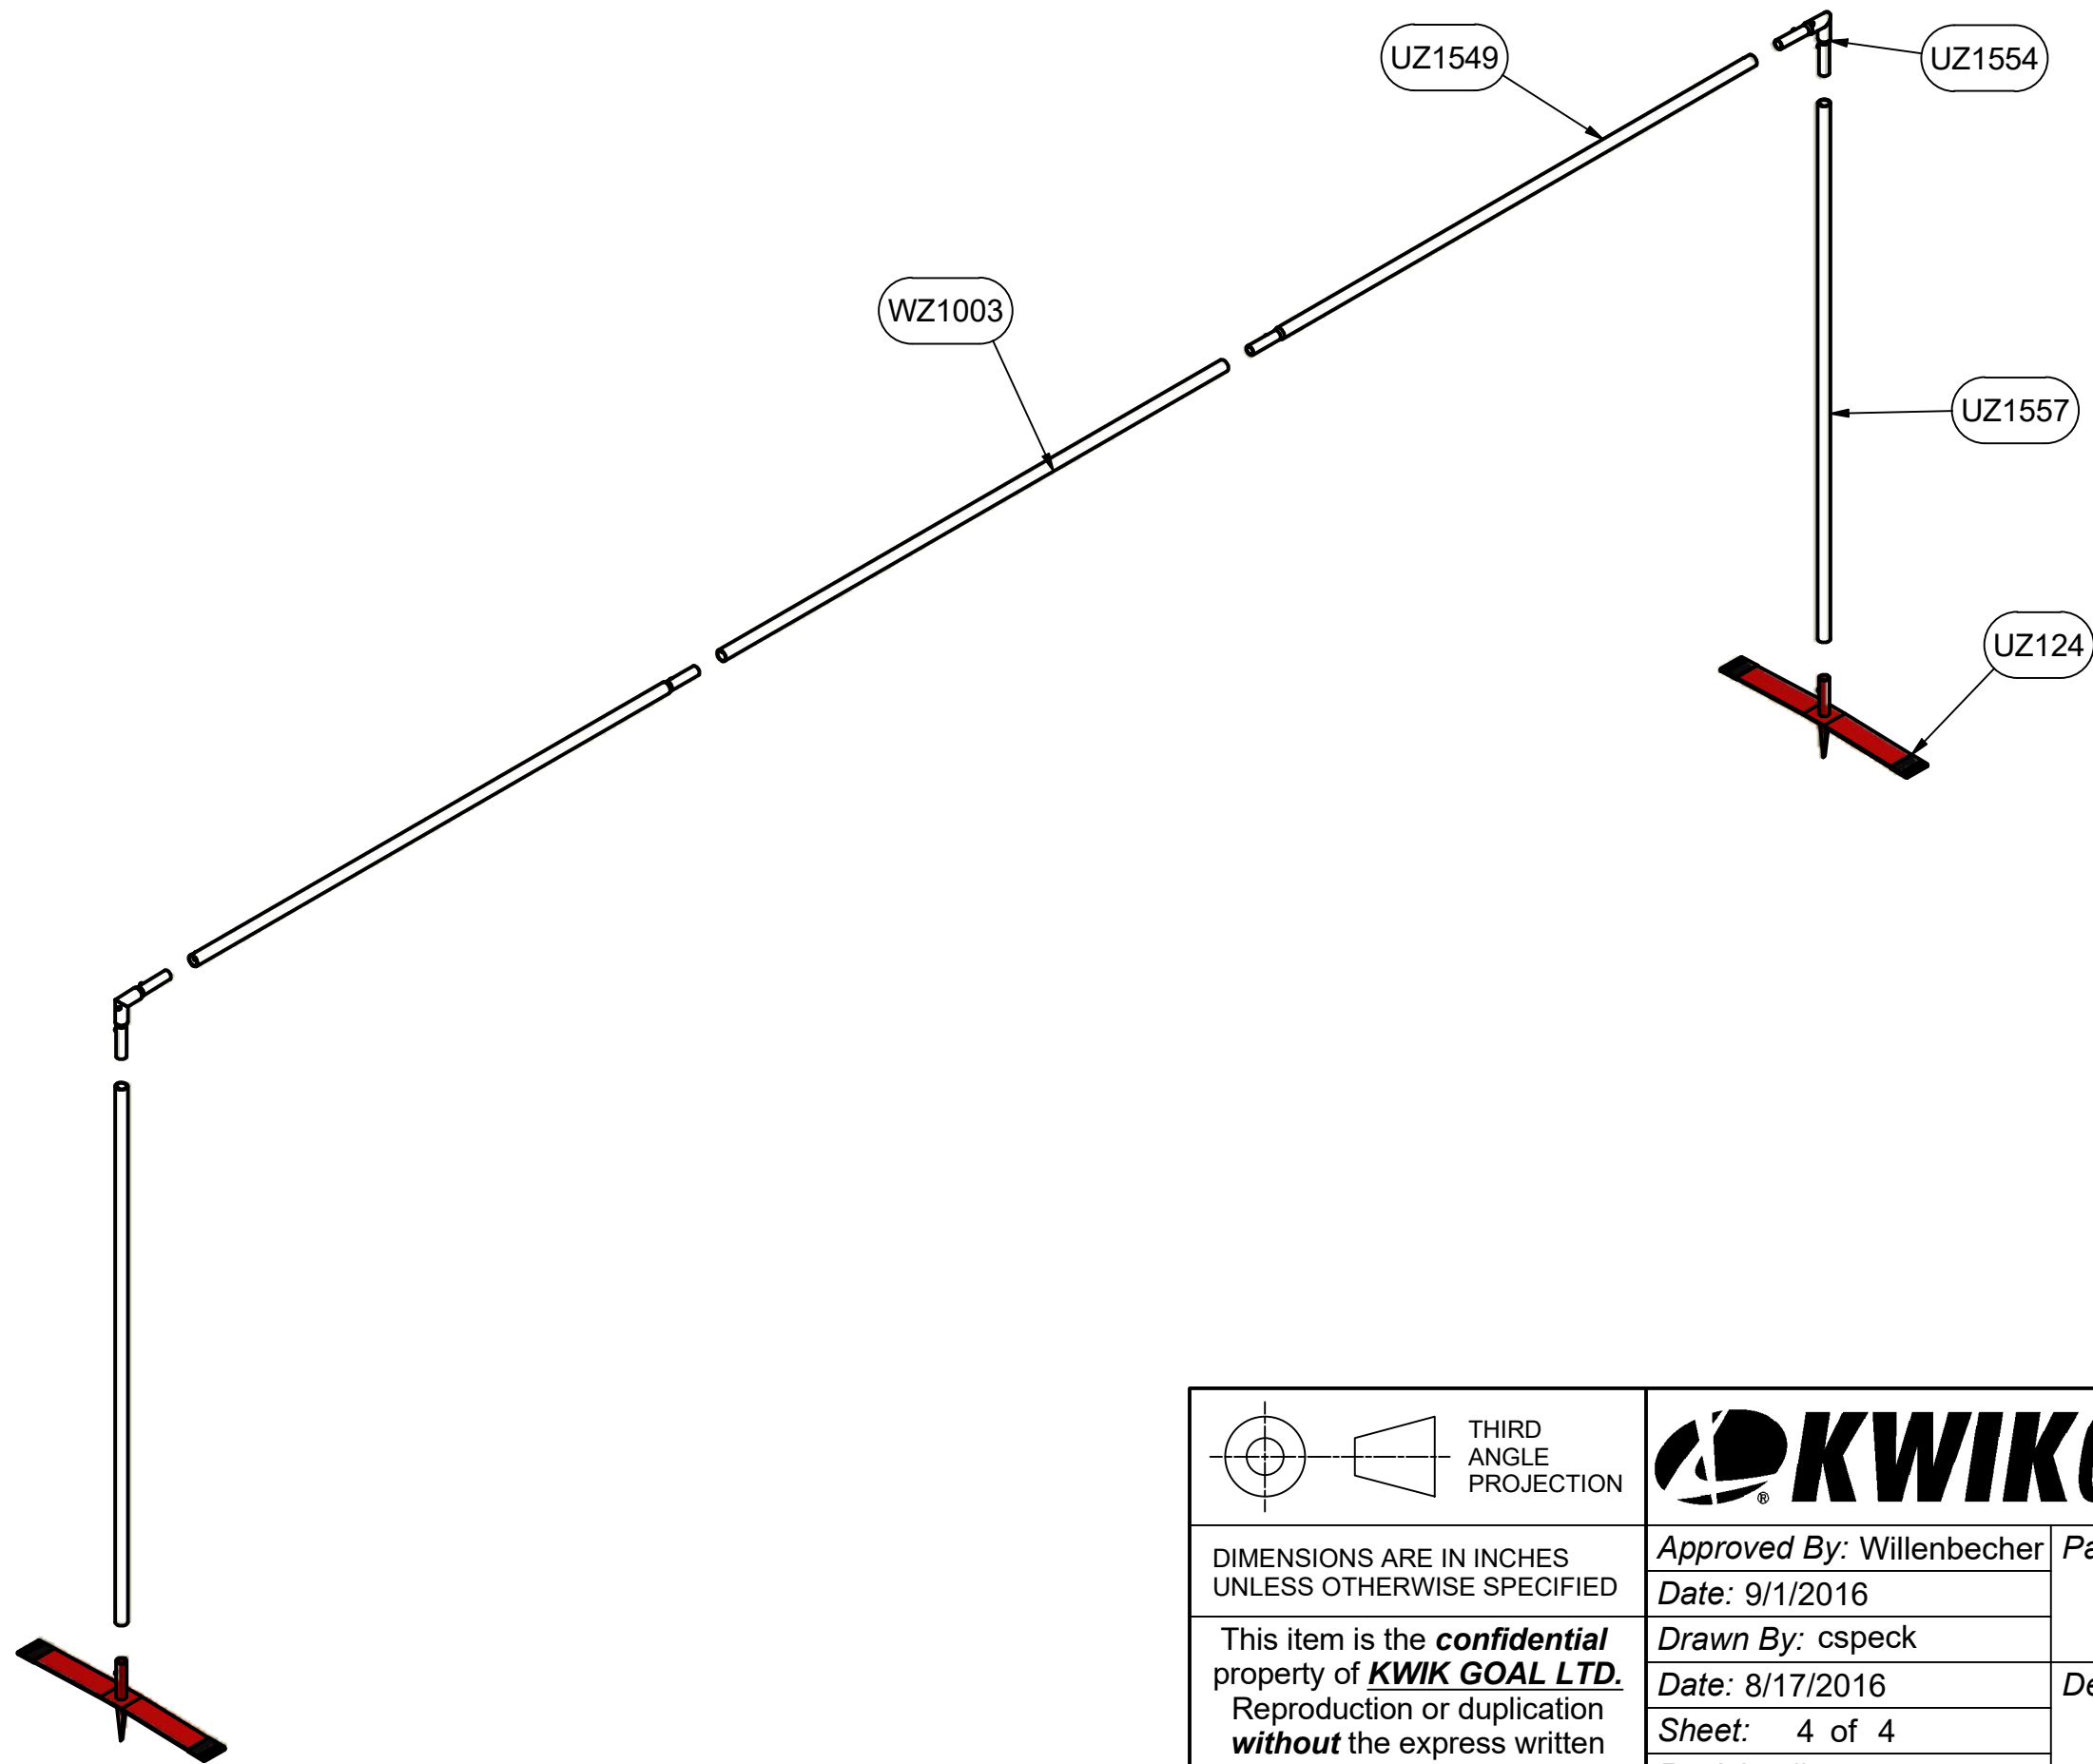 UZ1549
UZ1554
WZ1003
UZ1557
UZ124
THIRD
ANGLE
PROJECTION
®
KWIK
DIMENSIONS ARE IN INCHES
UNLESS OTHERWISE SPECIFIED
This item is the confidential
property of KWIK GOAL LTD.
Reproduction or duplication
without the express written
Approved By: Willenbecher
Date: 9/1/2016
Drawn By: cspeck
Date: 8/17/2016
Sheet: 4 of 4